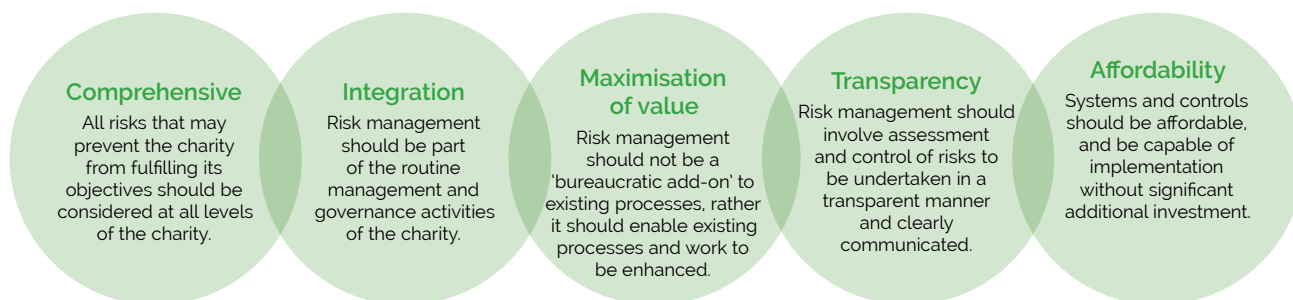 Comprehensive
All risks that may
prevent the charity
from fulfilling its
objectives should be
considered at all levels
of the charity.
Integration
Risk management
should be part
of the routine
management and
governance activities
of the charity.
Maximisation
of value
Risk management
should not be a
‘bureaucratic add-on’ to
existing processes, rather
it should enable existing
processes and work to
be enhanced.
Transparency
Risk management should
involve assessment
and control of risks to
be undertaken in a
transparent manner
and clearly
communicated.
Affordability
Systems and controls
should be affordable,
and be capable of
implementation
without significant
additional investment.